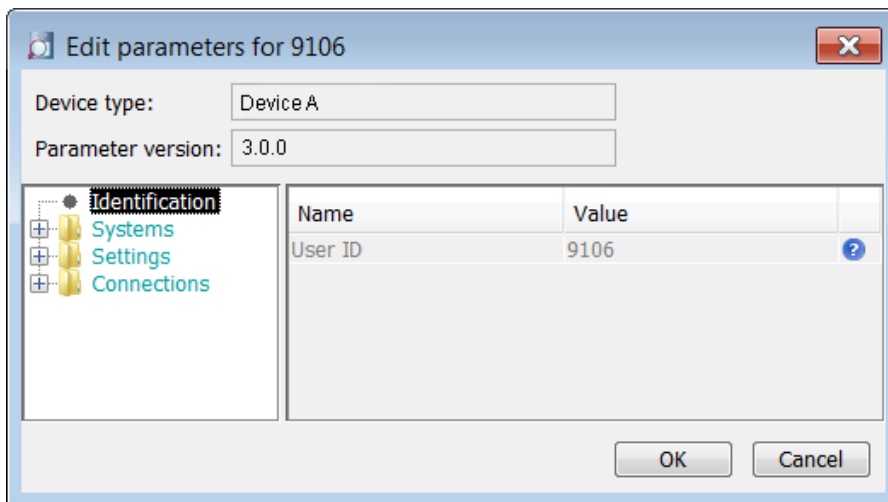 Edit parameters for 9106
Device type: Device A
Parameter version: 3.0.0
Identification
Systems
Settings
Connections
Name Value
User ID 9106 ?
OK Cancel